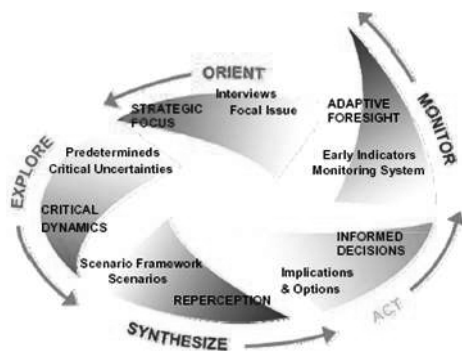 ORIENT
Interviews
Focal Issue
STRATEGIC
FOCUS
EXPLORE
Predetermineds
Critical Uncertainties
CRITICAL
DYNAMICS
SYNTHESIZE
Scenario Framework
Scenarios
REPERCEPTION
ACT
Implications
& Options
INFORMED
DECISIONS
MONITOR
Early Indicators
Monitoring System
ADAPTIVE
FORESIGHT